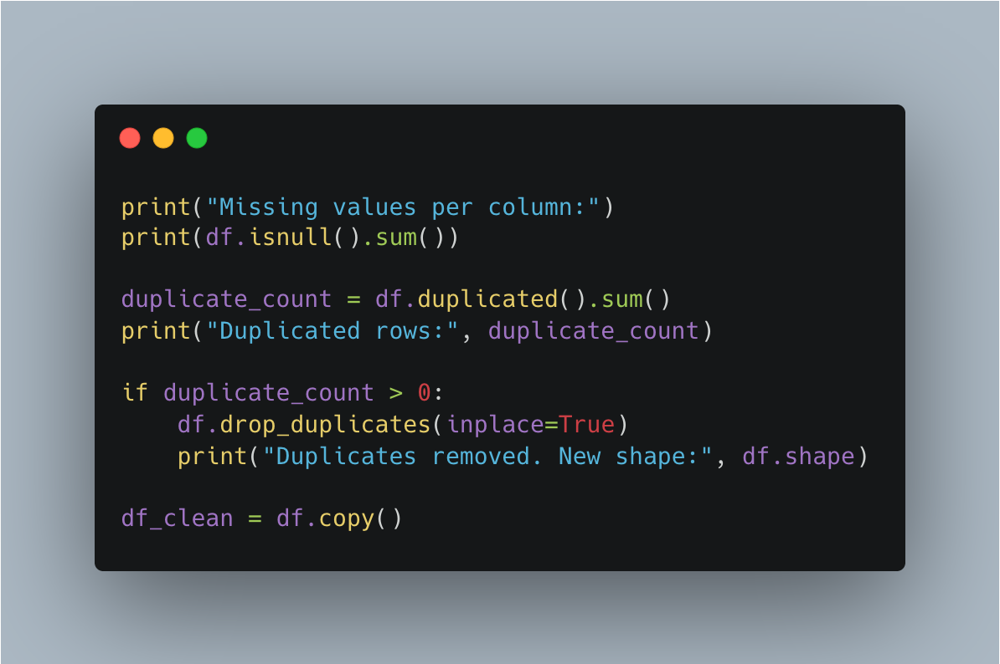 print("Missing values per column:")
print(df.isnull().sum())

duplicate_count = df.duplicated().sum()
print("Duplicated rows:", duplicate_count)

if duplicate_count > 0:
    df.drop_duplicates(inplace=True)
    print("Duplicates removed. New shape:", df.shape)

df_clean = df.copy()